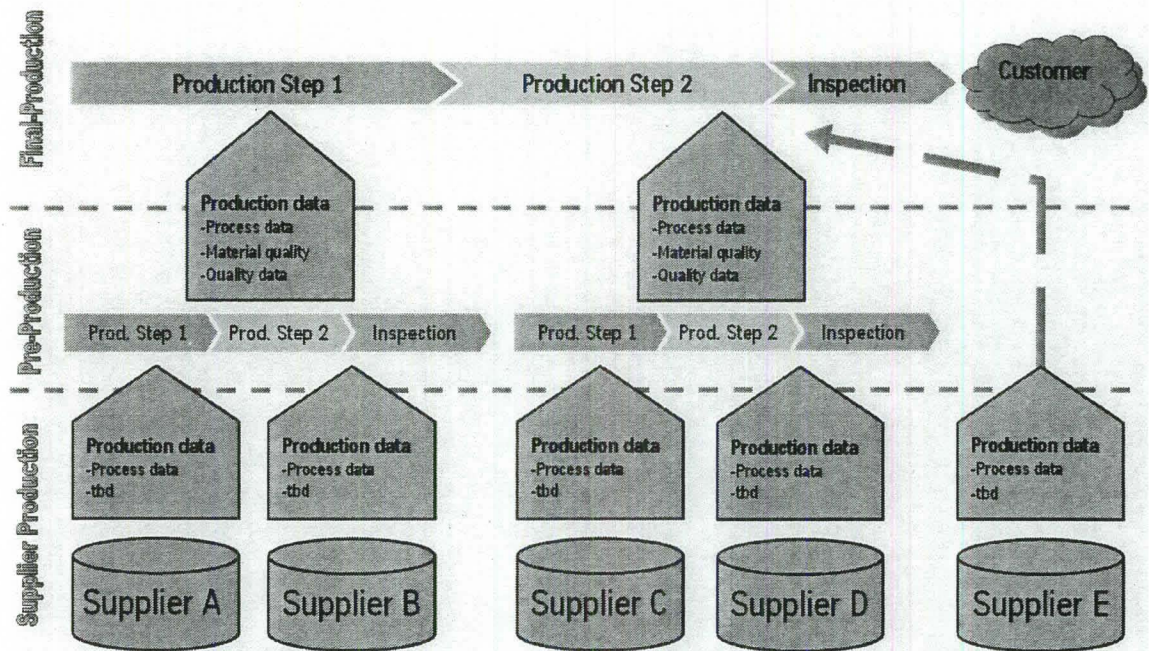 Final-Production
Production Step 1
Production Step 2
Inspection
Customer
Production data
-Process data
-Material quality
-Quality data
Production data
-Process data
-Material quality
-Quality data
Pre-Production
Prod. Step 1
Prod. Step 2
Inspection
Prod. Step 1
Prod. Step 2
Inspection
Supplier Production
Production data
-Process data
-tbd
Production data
-Process data
-tbd
Production data
-Process data
-tbd
Production data
-Process data
-tbd
Production data
-Process data
-tbd
Supplier A
Supplier B
Supplier C
Supplier D
Supplier E